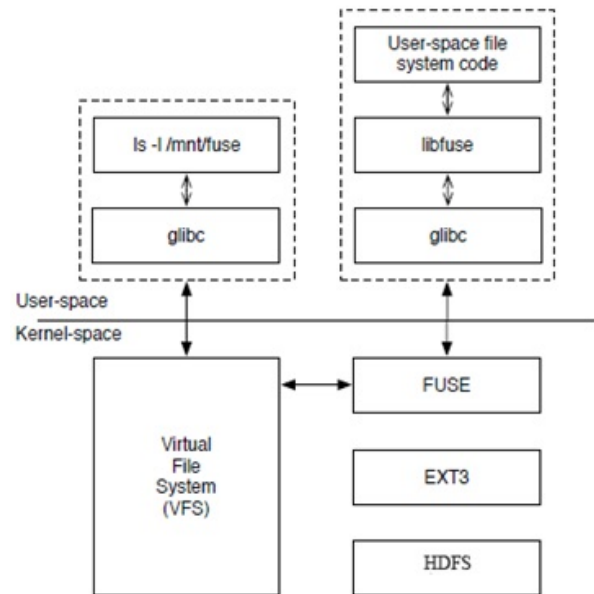 User-space file
system code
ls -l /mnt/fuse
libfuse
glibc
glibc
User-space
Kernel-space
FUSE
Virtual
File
System
(VFS)
EXT3
HDFS